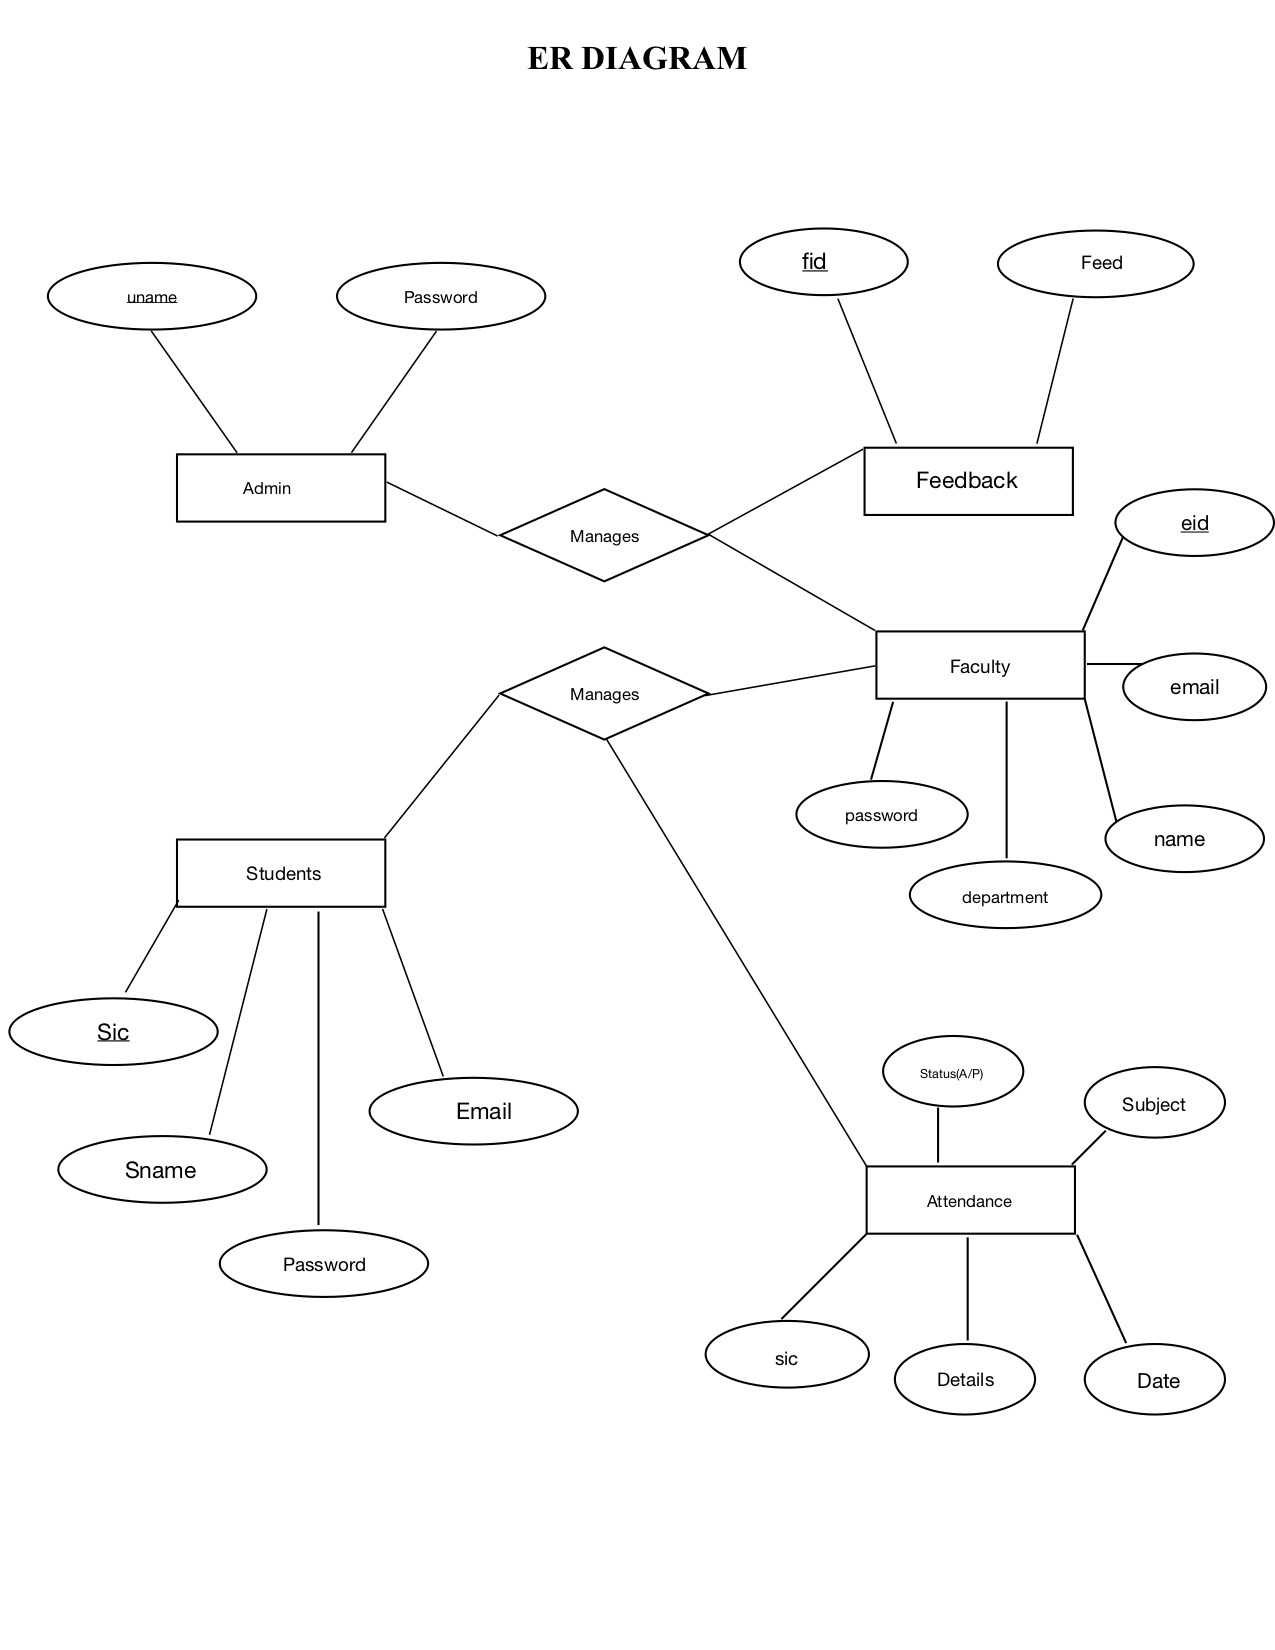 ER DIAGRAM
fid
Feed
uname
Password
Feedback
Admin
eid
Manages
Faculty
email
Manages
password
name
Students
department
Sic
Status(A/P)
Subject
Email
Sname
Attendance
Password
sic
Details
Date